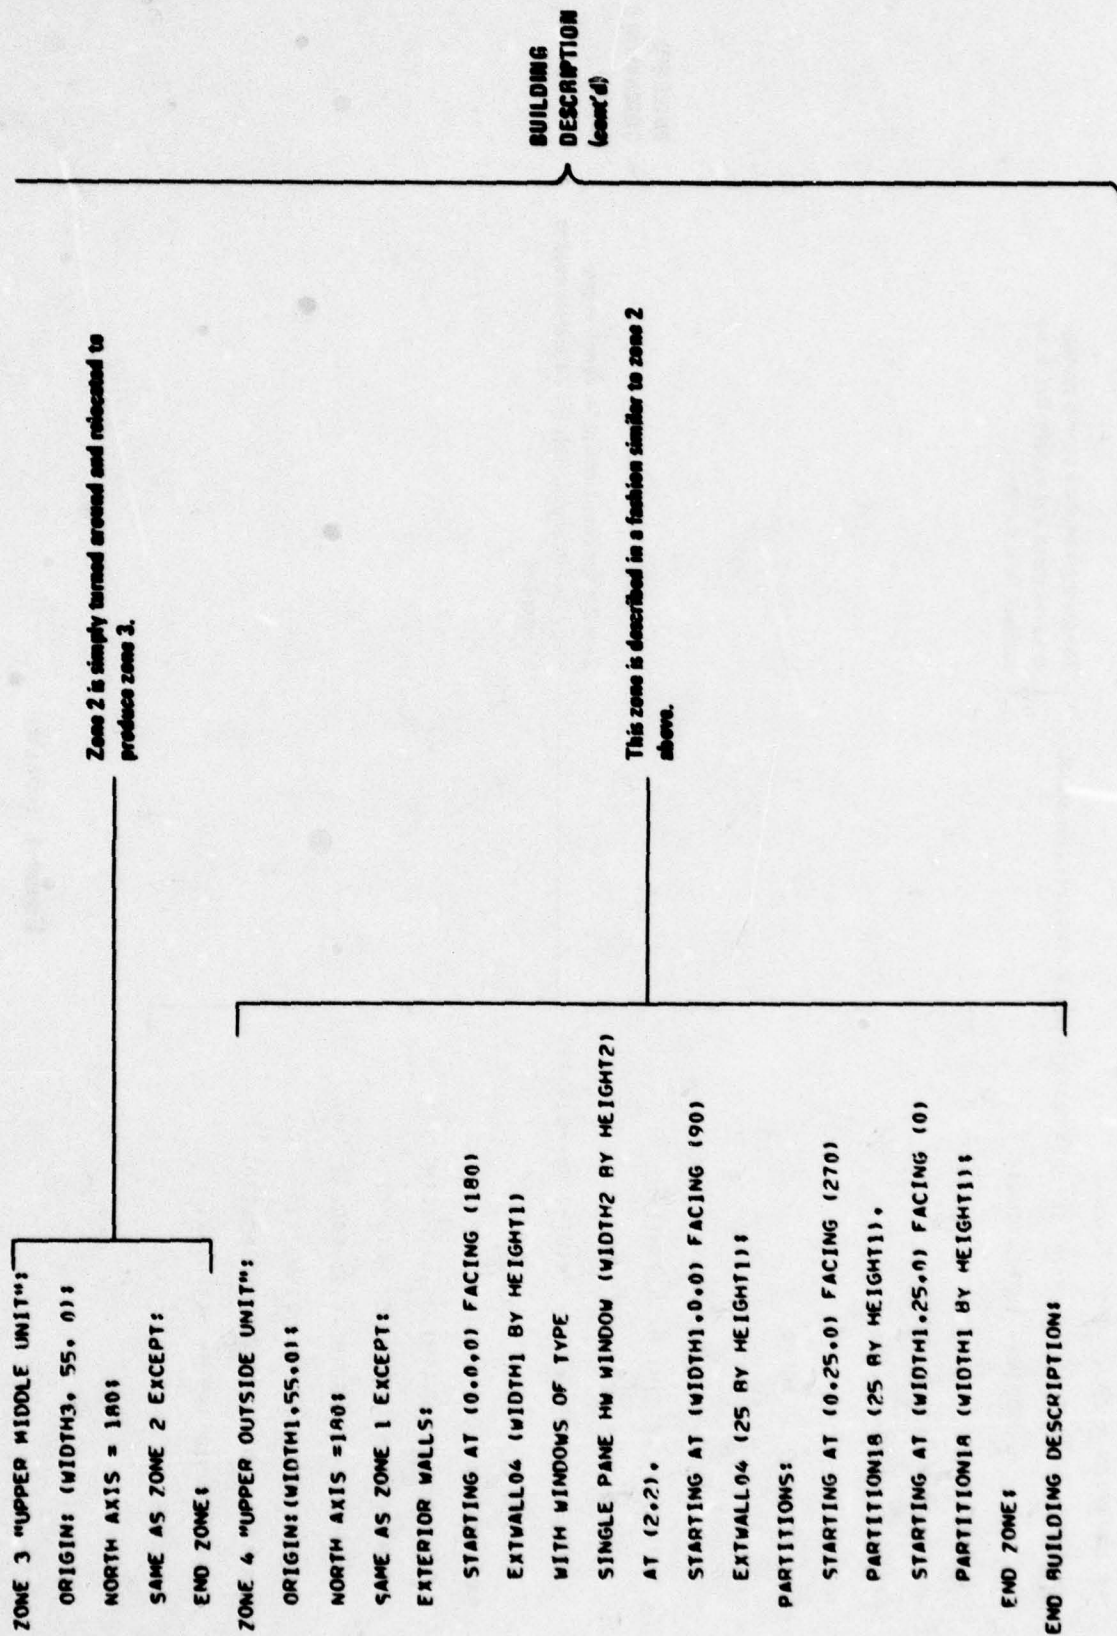 ZONE 3 "UPPER MIDDLE UNIT":
ORIGIN: (WIDTH3, 55, 0);
NORTH AXIS = 180;
SAME AS ZONE 2 EXCEPT:
END ZONE;
Zone 2 is simply turned around and relocated to
produce zone 3.
ZONE 4 "UPPER OUTSIDE UNIT":
ORIGIN:(WIDTH1,55,0);
NORTH AXIS =180;
SAME AS ZONE 1 EXCEPT:
EXTERIOR WALLS:
STARTING AT (0,0,0) FACING (180)
EXTWALL04 (WIDTH1 BY HEIGHT1)
WITH WINDOWS OF TYPE
SINGLE PANE HW WINDOW (WIDTH2 BY HEIGHT2)
AT (2,2),
STARTING AT (WIDTH1,0,0) FACING (90)
EXTWALL04 (25 BY HEIGHT1);
PARTITIONS:
STARTING AT (0,25,0) FACING (270)
PARTITION18 (25 BY HEIGHT1),
STARTING AT (WIDTH1,25,0) FACING (0)
PARTITION18 (WIDTH1 BY HEIGHT1);
END ZONE;
END BUILDING DESCRIPTION;
This zone is described in a fashion similar to zone 2
above.
BUILDING
DESCRIPTION
(cont'd)